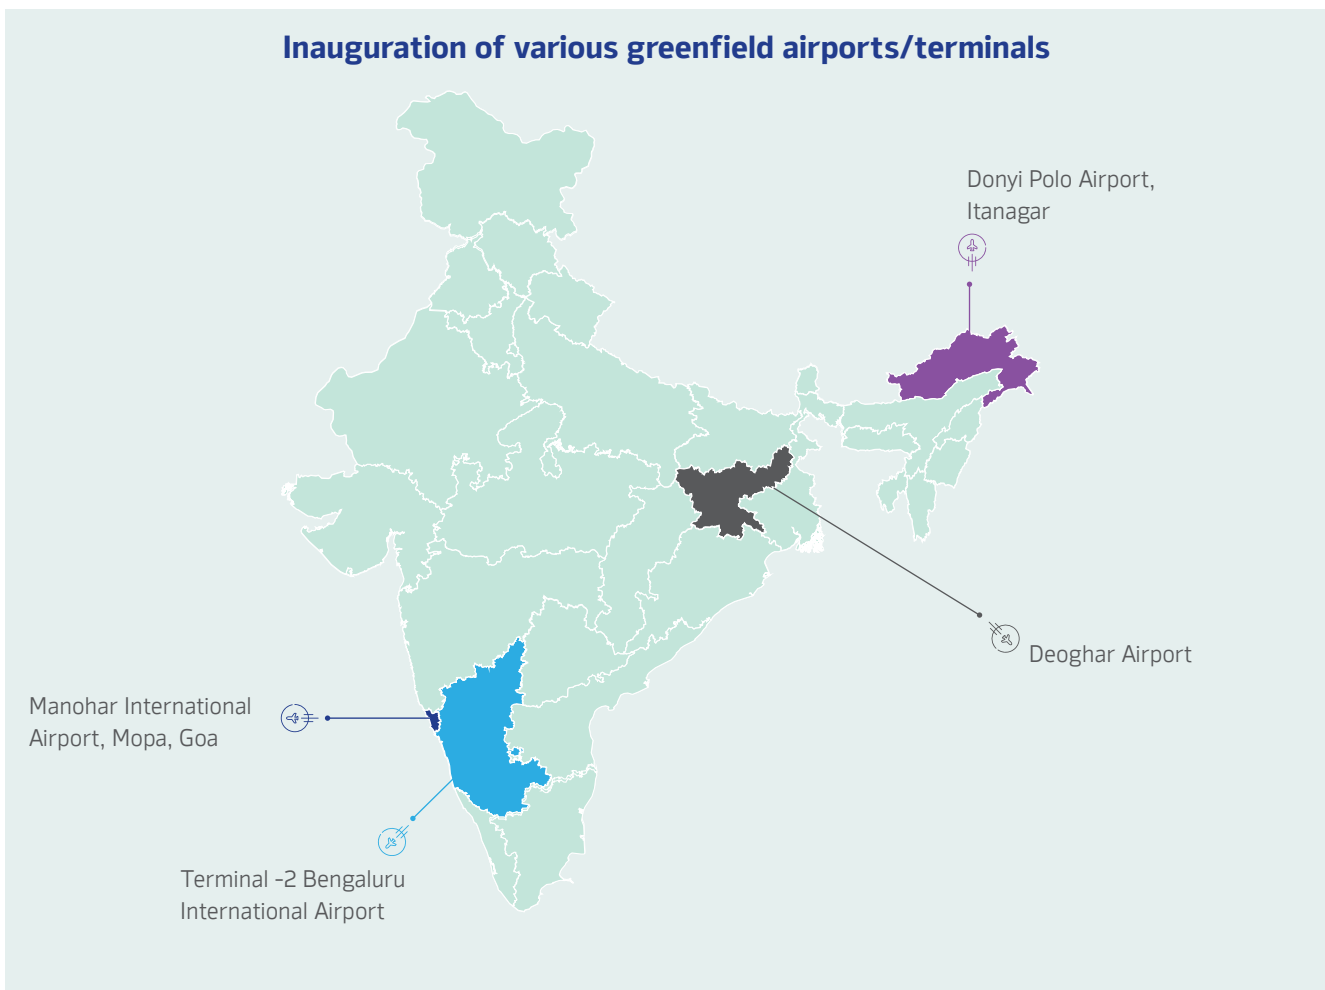 Inauguration of various greenfield airports/terminals
Donyi Polo Airport,
Itanagar
Deoghar Airport
Manohar International
Airport, Mopa, Goa
Terminal -2 Bengaluru
International Airport